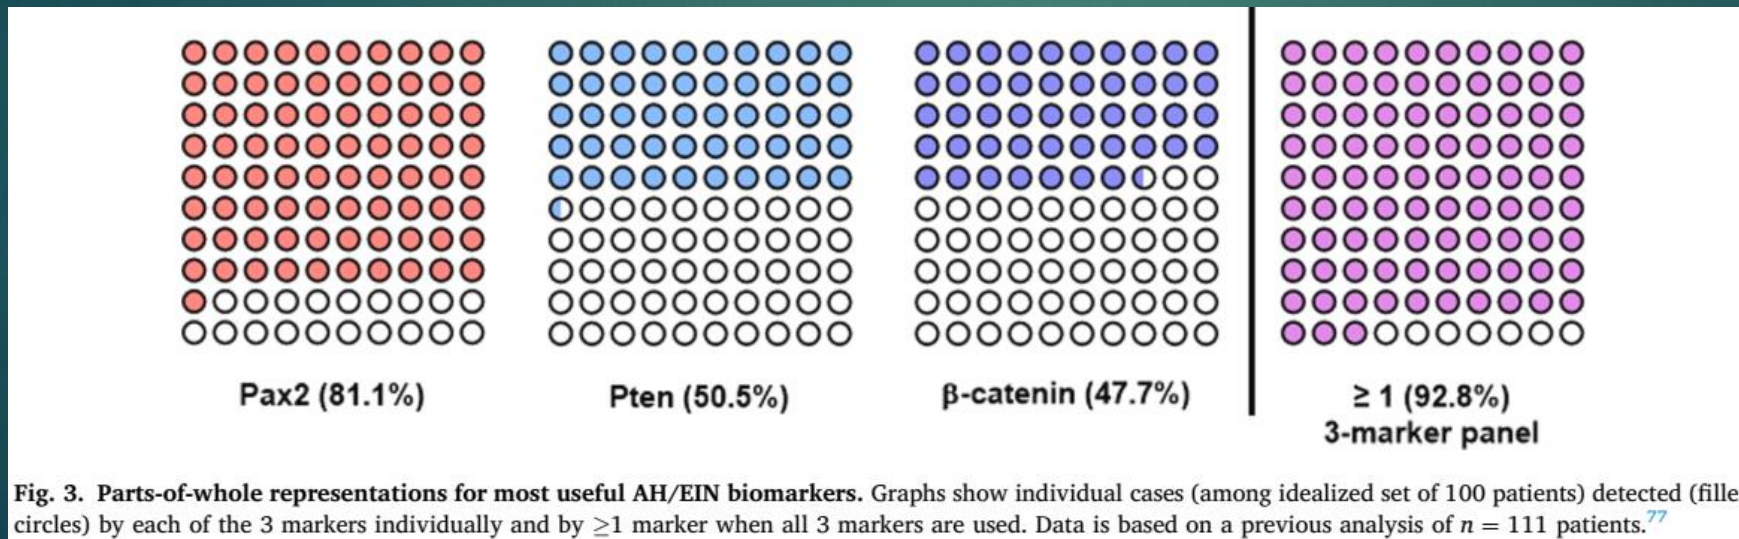 Pax2 (81.1%)
Pten (50.5%)
β-catenin (47.7%)
≥ 1 (92.8%)
3-marker panel
Fig. 3. Parts-of-whole representations for most useful AH/EIN biomarkers. Graphs show individual cases (among idealized set of 100 patients) detected (fille
circles) by each of the 3 markers individually and by ≥1 marker when all 3 markers are used. Data is based on a previous analysis of n = 111 patients.77